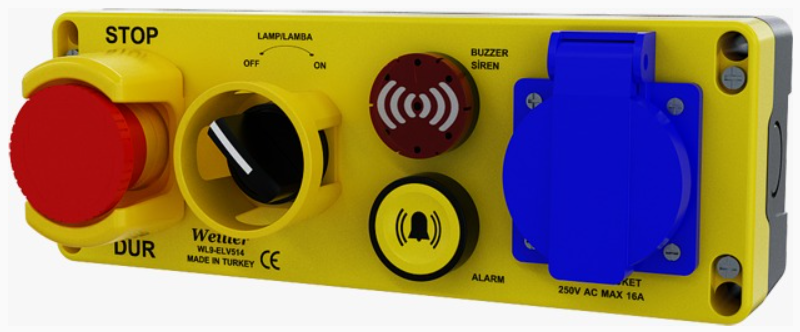 STOP
DUR
LAMP/LAMBA
OFF
ON
BUZZER
SİREN
WL9-ELV514
MADE IN TURKEY CE
ALARM
250V AC MAX 16A